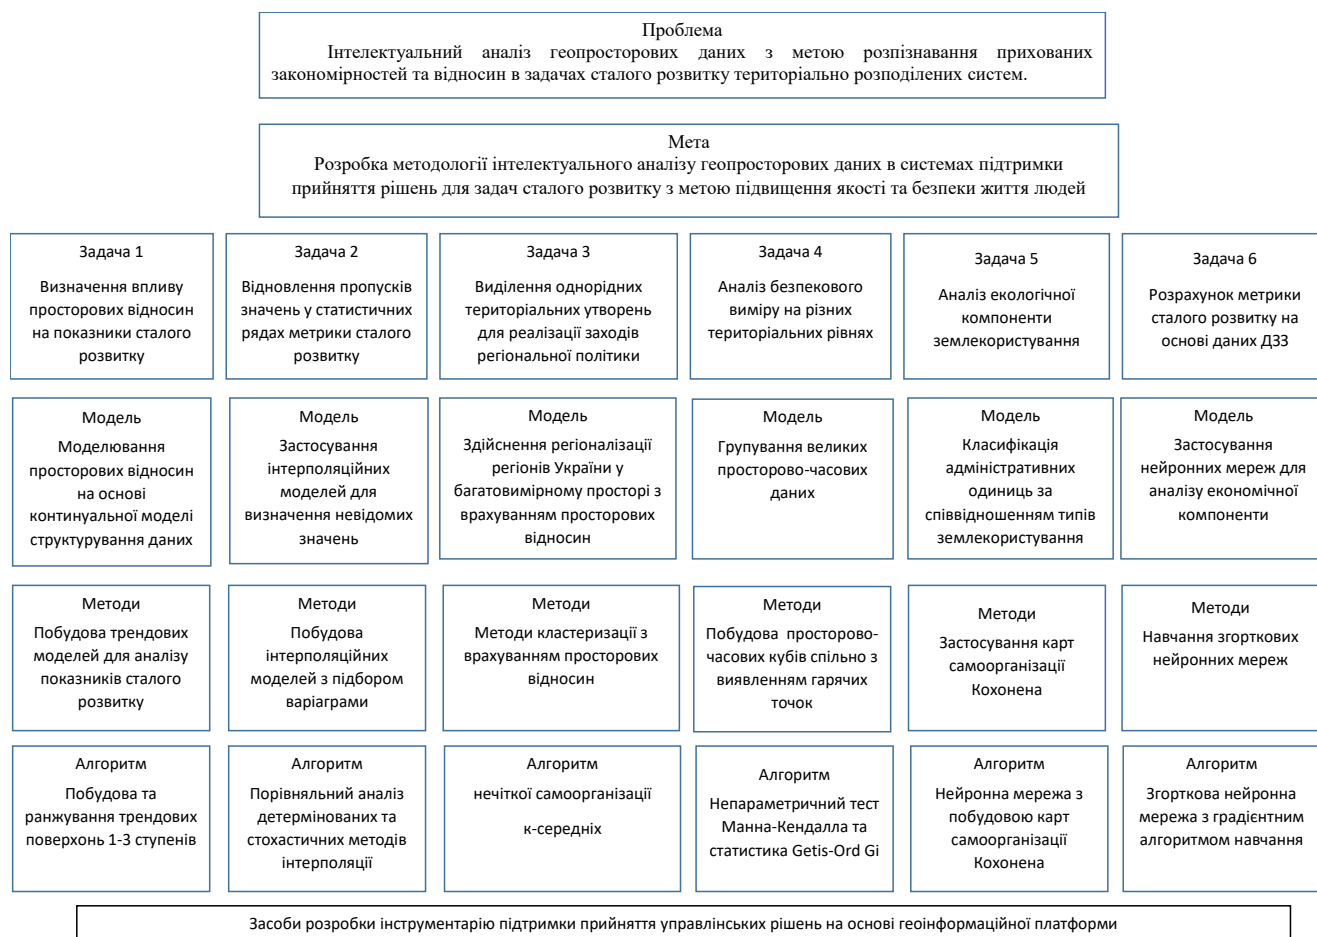 Проблема
Інтелектуальний аналіз геопросторових даних з метою розпізнавання прихованих
закономірностей та відносин в задачах сталого розвитку територіально розподілених систем.
Мета
Розробка методології інтелектуального аналізу геопросторових даних в системах підтримки
прийняття рішень для задач сталого розвитку з метою підвищення якості та безпеки життя людей
Задача 1
Визначення впливу
просторових відносин
на показники сталого
розвитку
Задача 2
Відновлення пропусків
значень у статистичних
рядах метрики сталого
розвитку
Задача 3
Виділення однорідних
територіальних утворень
для реалізації заходів
регіональної політики
Задача 4
Аналіз безпекового
виміру на різних
територіальних рівнях
Задача 5
Аналіз екологічної
компоненти
землекористування
Задача 6
Розрахунок метрики
сталого розвитку на
основі даних ДЗЗ
Модель
Моделювання
просторових відносин
на основі
континуальної моделі
структурування даних
Модель
Застосування
інтерполяційних
моделей для
визначення невідомих
значень
Модель
Здійснення регіоналізації
регіонів України у
багатовимірному просторі з
врахуванням просторових
відносин
Модель
Групування великих
просторово-часових
даних
Модель
Класифікація
адміністративних
одиниць за
співвідношенням типів
землекористування
Модель
Застосування
нейронних мереж для
аналізу економічної
компоненти
Методи
Побудова трендових
моделей для аналізу
показників сталого
розвитку
Методи
Побудова
інтерполяційних
моделей з підбором
варіаграми
Методи
Методи кластеризації з
врахуванням просторових
відносин
Методи
Побудова просторово-
часових кубів спільно з
виявленням гарячих
точок
Методи
Застосування карт
самоорганізації
Кохонена
Методи
Навчання згорткових
нейронних мереж
Алгоритм
Побудова та
ранжування трендових
поверхонь 1-3 ступенів
Алгоритм
Порівняльний аналіз
детермінованих та
стохастичних методів
інтерполяції
Алгоритм
нечіткої самоорганізації
к-середніх
Алгоритм
Непараметричний тест
Манна-Кендалла та
статистика Getis-Ord Gi
Алгоритм
Нейронна мережа з
побудовою карт
самоорганізації
Кохонена
Алгоритм
Згорткова нейронна
мережа з градієнтним
алгоритмом навчання
Засоби розробки інструментарію підтримки прийняття управлінських рішень на основі геоінформаційної платформи